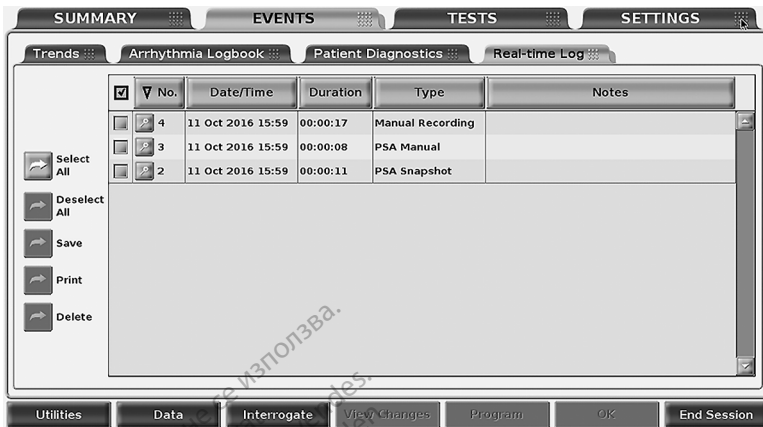 SUMMARY EVENTS TESTS SETTINGS
Trends Arrhythmia Logbook Patient Diagnostics Real-time Log
No. Date/Time Duration Type Notes
4 11 Oct 2016 15:59 00:00:17 Manual Recording
3 11 Oct 2016 15:59 00:00:08 PSA Manual
2 11 Oct 2016 15:59 00:00:11 PSA Snapshot
Select All
Deselect All
Save
Print
Delete
се използва.
Utilities Data Interrogate View Changes Program OK End Session